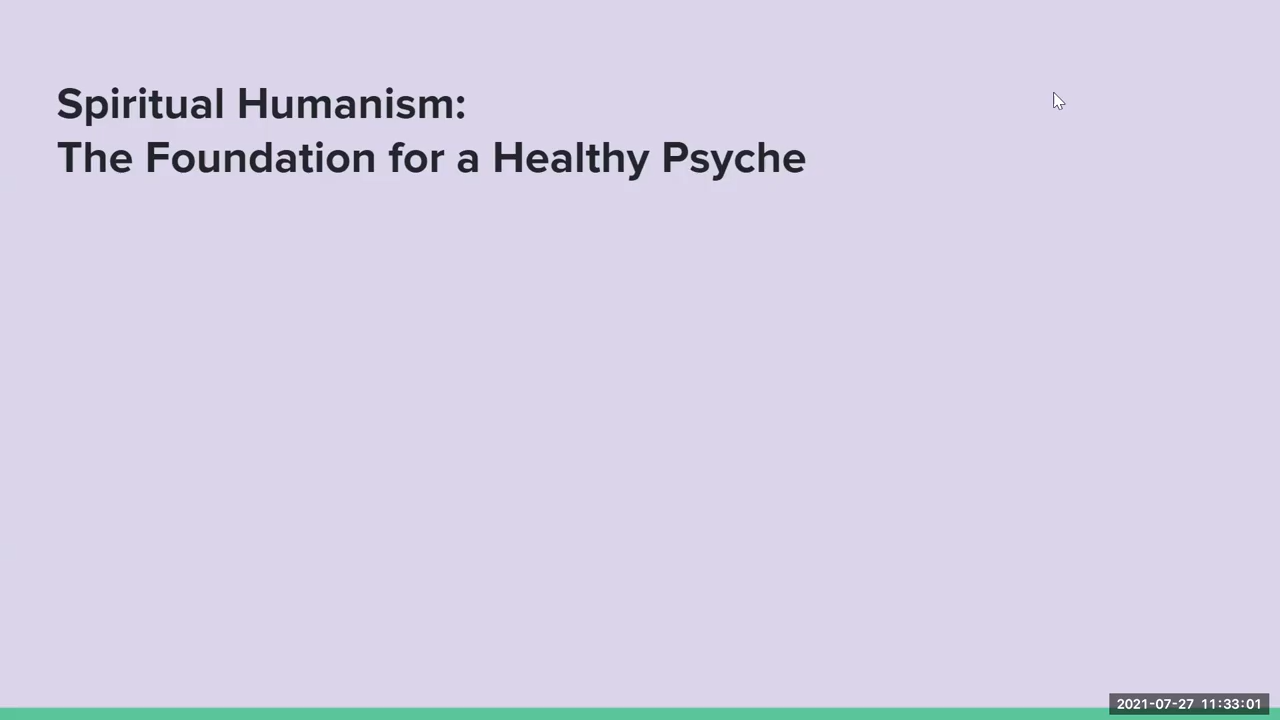 Spiritual Humanism:
The Foundation for a Healthy Psyche
2021-07-27 11:33:01